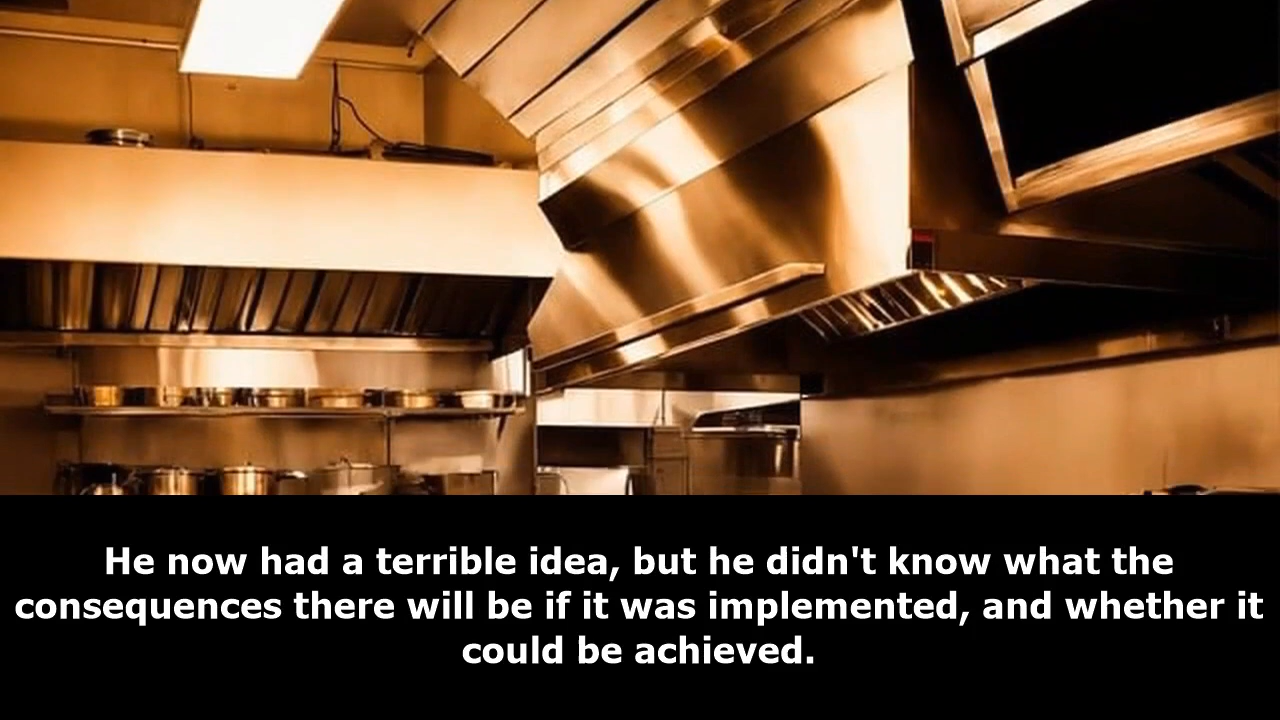 He now had a terrible idea, but he didn't know what the
consequences there will be if it was implemented, and whether it
could be achieved.